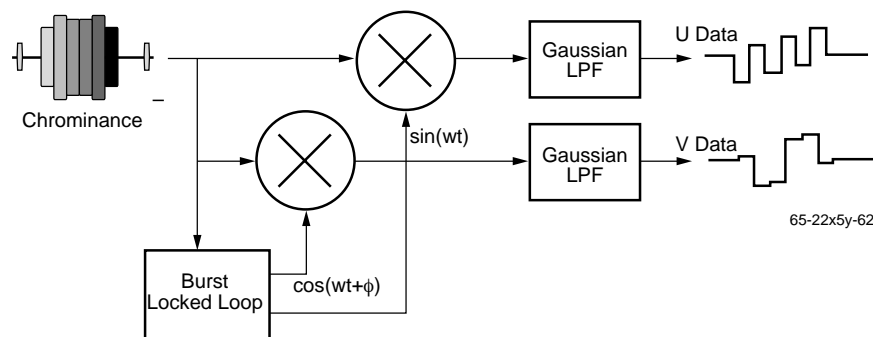 Chrominance
–
sin(wt)
Gaussian
LPF
U Data
Gaussian
LPF
V Data
65-22x5y-62
Burst
Locked Loop
cos(wt+ϕ)